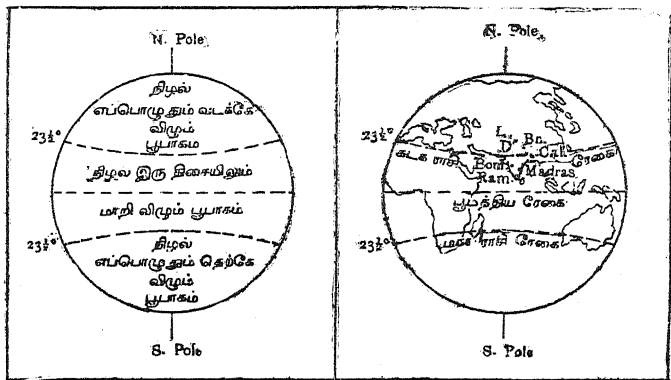 N. Pole
நிழல்
எப்பொழுதும் வடக்கே
விழும்
பூபாகம்
23½°
நிழல் இரு திசையிலும்
மாறி விழும் பூபாகம்
23½°
நிழல்
எப்பொழுதும் தெற்கே
விழும்
பூபாகம்
S. Pole
N. Pole
23½°
L.
D.
Bn.
Cal.
கடக ராசி
ரேகை
Bom.
Madras.
Ram.
பூமத்திய ரேகை
23½°
மகர ராசி ரேகை
S. Pole